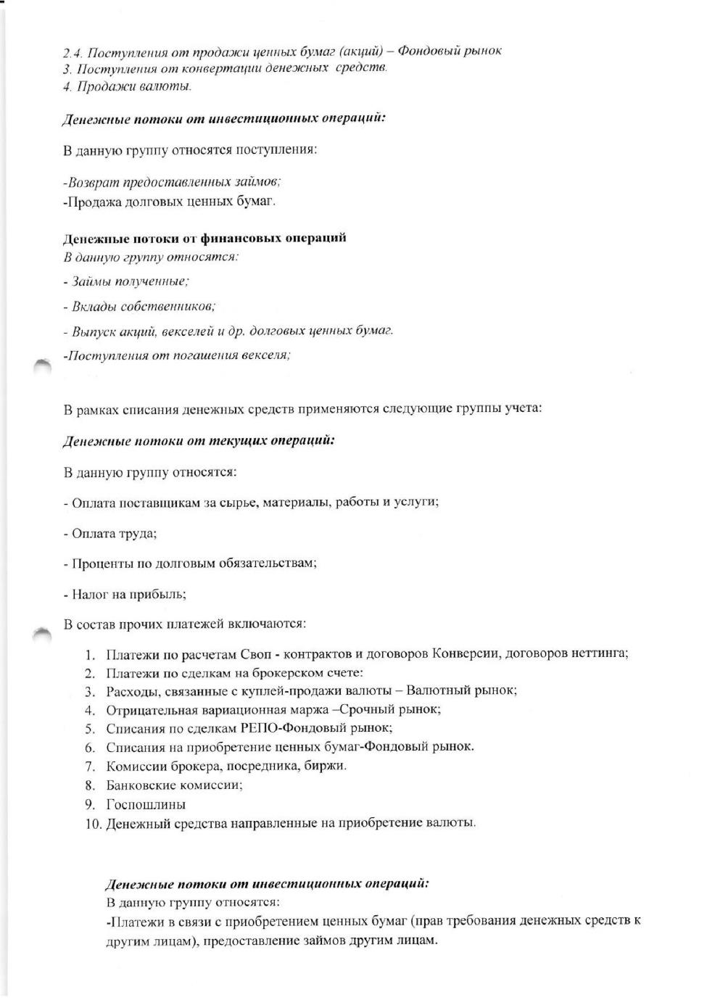 2.4. Поступления от продажи ценных бумаг (акций) – Фондовый рынок
3. Поступления от конвертации денежных средств.
4. Продажи валюты.
Денежные потоки от инвестиционных операций:
В данную группу относятся поступления:
-Возврат предоставленных займов;
-Продажа долговых ценных бумаг.
Денежные потоки от финансовых операций
В данную группу относятся:
- Займы полученные;
- Вклады собственников;
- Выпуск акций, векселей и др. долговых ценных бумаг.
-Поступления от погашения векселя;
В рамках списания денежных средств применяются следующие группы учета:
Денежные потоки от текущих операций:
В данную группу относятся:
- Оплата поставщикам за сырье, материалы, работы и услуги;
- Оплата труда;
- Проценты по долговым обязательствам;
- Налог на прибыль;
В состав прочих платежей включаются:
1. Платежи по расчетам Своп - контрактов и договоров Конверсии, договоров неттинга;
2. Платежи по сделкам на брокерском счете:
3. Расходы, связанные с куплей-продажи валюты – Валютный рынок;
4. Отрицательная вариационная маржа –Срочный рынок;
5. Списания по сделкам РЕПО-Фондовый рынок;
6. Списания на приобретение ценных бумаг-Фондовый рынок.
7. Комиссии брокера, посредника, биржи.
8. Банковские комиссии;
9. Госпошлины
10. Денежный средства направленные на приобретение валюты.
Денежные потоки от инвестиционных операций:
В данную группу относятся:
-Платежи в связи с приобретением ценных бумаг (прав требования денежных средств к
другим лицам), предоставление займов другим лицам.